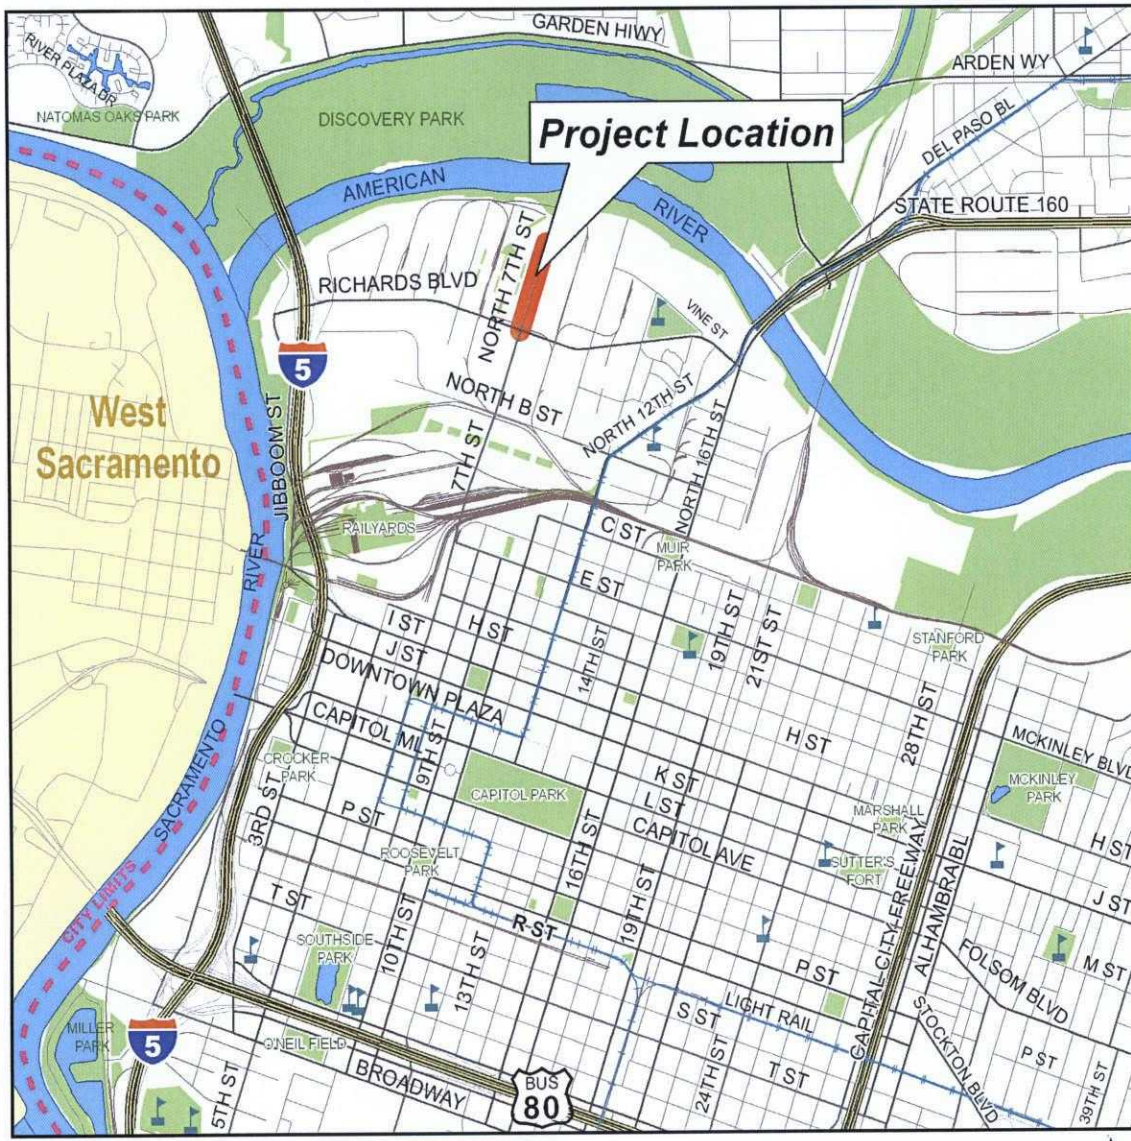 GARDEN HIWY
ARDEN WY
RIVER PLAZA DR
NATOMAS OAKS PARK
DISCOVERY PARK
Project Location
DEL PASO BL
AMERICAN
RIVER
STATE ROUTE 160
NORTH 7TH ST
RICHARDS BLVD
VINE ST
5
West
Sacramento
NORTH B ST
NORTH 12TH ST
NORTH 16TH ST
7TH ST
JIBBOOM ST
RAILYARDS
C ST
MUIR
PARK
RIVER
E ST
I ST
H ST
J ST
14TH ST
19TH ST
21ST ST
STANFORD
PARK
DOWNTOWN PLAZA
CAPITOL ML
9TH ST
28TH ST
H ST
MCKINLEY BLVD
CROCKER
PARK
CAPITOL PARK
K ST
L ST
CAPITOL AVE
MCKINLEY
PARK
SACRAMENTO
3RD ST
P ST
ROOSEVELT
PARK
16TH ST
MARSHALL
PARK
SUTTER'S
FORT
H ST
J ST
CITY LIMITS
T ST
R ST
19TH ST
SOUTHSIDE
PARK
10TH ST
13TH ST
P ST
CAPITAL CITY FREEWAY
ALHAMBRA BL
FOLSOM BLVD
M ST
MILLER
PARK
5
ONEIL FIELD
LIGHT RAIL
S ST
STOCKTON BLVD
P ST
5TH ST
BROADWAY
BUS
80
24TH ST
T ST
39TH ST